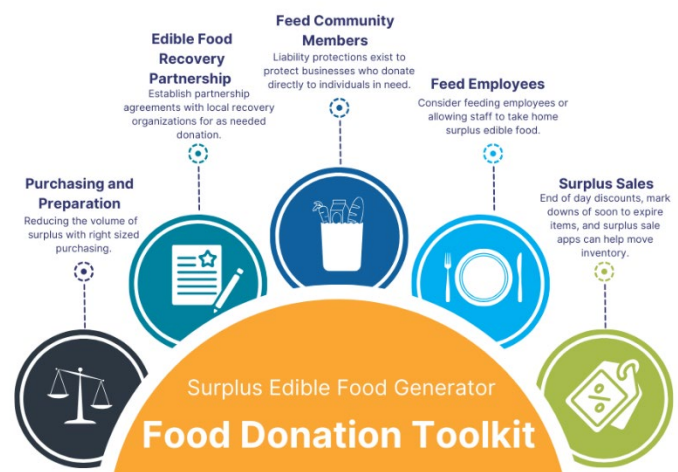 Purchasing and
Preparation
Reducing the volume of
surplus with right sized
purchasing.
Edible Food
Recovery
Partnership
Establish partnership
agreements with local recovery
organizations for as needed
donation.
Feed Community
Members
Liability protections exist to
protect businesses who donate
directly to individuals in need.
Feed Employees
Consider feeding employees or
allowing staff to take home
surplus edible food.
Surplus Sales
End of day discounts, mark
downs of soon to expire
items, and surplus sale
apps can help move
inventory.
%
Surplus Edible Food Generator
Food Donation Toolkit